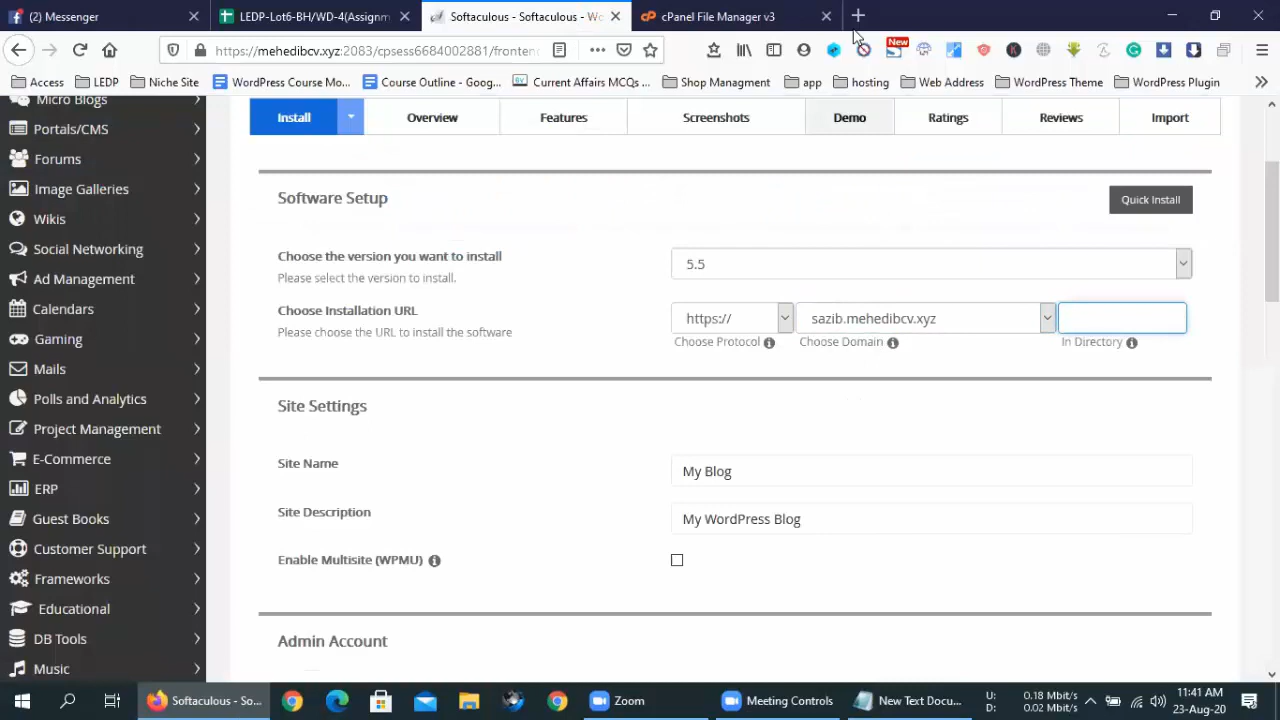 (2) Messenger
LEDP-Lot6-BH/WD-4(Assignm
Softaculous - Softaculous - Wo
cPanel File Manager v3
https://mehedibcv.xyz:2083/cpsess6684002881/fronten
New
Access
LEDP
Niche Site
WordPress Course Mo...
Course Outline - Goog...
Current Affairs MCQs ...
Shop Managment
app
hosting
Web Address
WordPress Theme
WordPress Plugin
Micro Blogs
Portals/CMS
Forums
Image Galleries
Wikis
Social Networking
Ad Management
Calendars
Gaming
Mails
Polls and Analytics
Project Management
E-Commerce
ERP
Guest Books
Customer Support
Frameworks
Educational
DB Tools
Music
Install
Overview
Features
Screenshots
Demo
Ratings
Reviews
Import
Software Setup
Quick Install
Choose the version you want to install
Please select the version to install.
5.5
Choose Installation URL
Please choose the URL to install the software
https://
sazib.mehedibcv.xyz
Choose Protocol
Choose Domain
In Directory
Site Settings
Site Name
My Blog
Site Description
My WordPress Blog
Enable Multisite (WPMU)
Admin Account
Softaculous - So...
Zoom
Meeting Controls
New Text Docu...
U: 0.18 Mbit/s
D: 0.02 Mbit/s
11:41 AM
23-Aug-20